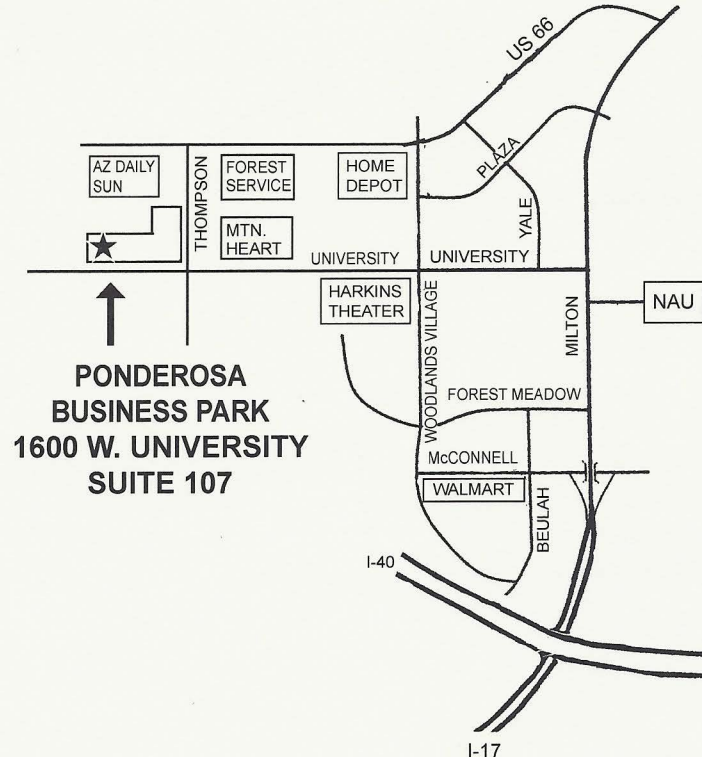 US 66
PLAZA
AZ DAILY
SUN
THOMPSON
FOREST
SERVICE
HOME
DEPOT
MTN.
HEART
YALE
UNIVERSITY
UNIVERSITY
HARKINS
THEATER
WOODLANDS VILLAGE
MILTON
NAU
PONDEROSA
BUSINESS PARK
1600 W. UNIVERSITY
SUITE 107
FOREST MEADOW
McCONNELL
WALMART
BEULAH
I-40
I-17